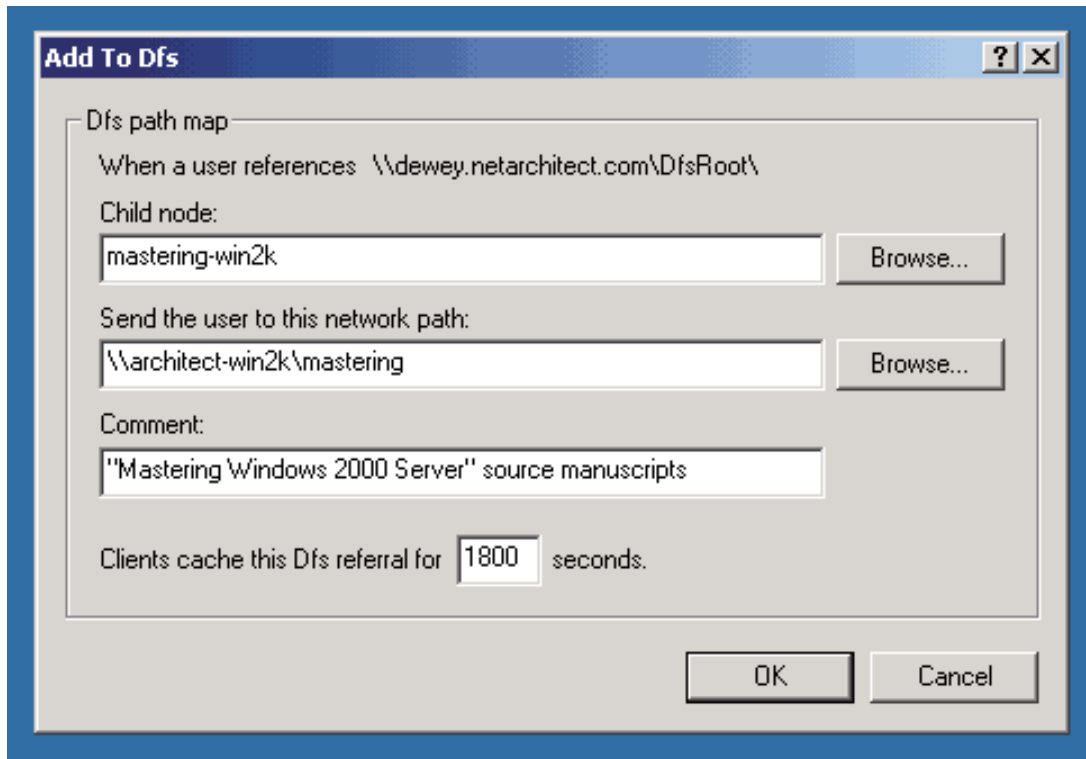 Add To Dfs
Dfs path map
When a user references \\dewey.netarchitect.com\DfsRoot\
Child node:
mastering-win2k
Browse...
Send the user to this network path:
\\architect-win2k\mastering
Browse...
Comment:
"Mastering Windows 2000 Server" source manuscripts
Clients cache this Dfs referral for 1800 seconds.
OK
Cancel